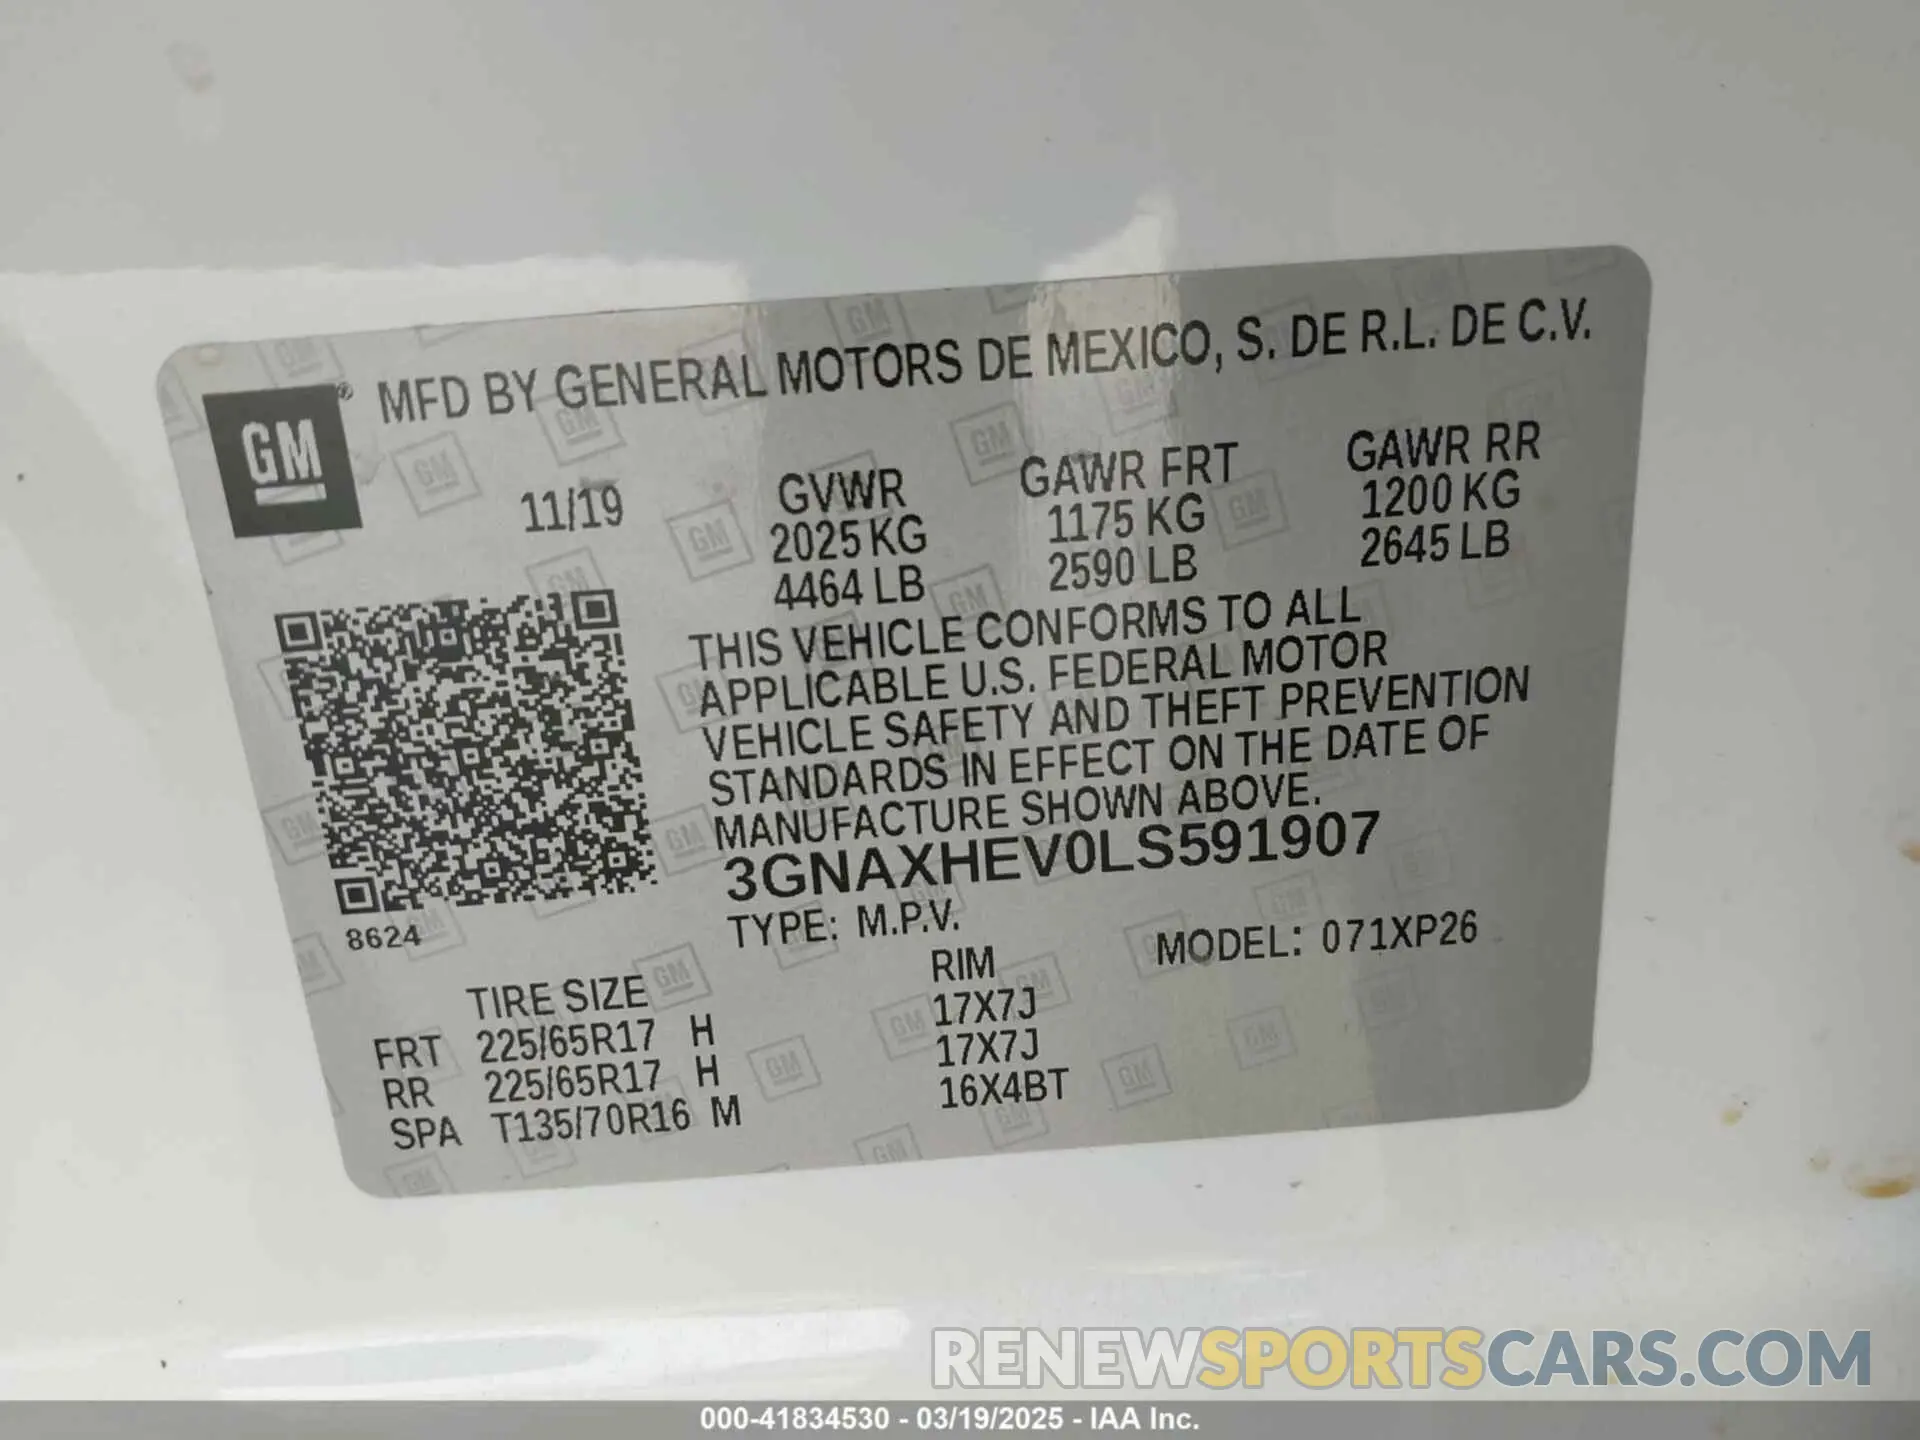 GM® MFD BY GENERAL MOTORS DE MEXICO, S. DE R.L. DE C.V.
11/19 GVWR GAWR FRT GAWR RR
2025 KG 1175 KG 1200 KG
4464 LB 2590 LB 2645 LB
THIS VEHICLE CONFORMS TO ALL
APPLICABLE U.S. FEDERAL MOTOR
VEHICLE SAFETY AND THEFT PREVENTION
STANDARDS IN EFFECT ON THE DATE OF
MANUFACTURE SHOWN ABOVE.
3GNAXHEV0LS591907
8624
TYPE: M.P.V. MODEL: 071XP26
TIRE SIZE RIM
FRT 225/65R17 H 17X7J
RR 225/65R17 H 17X7J
SPA T135/70R16 M 16X4BT
RENEWSPORTSCARS.COM
000-41834530 - 03/19/2025 - IAA Inc.